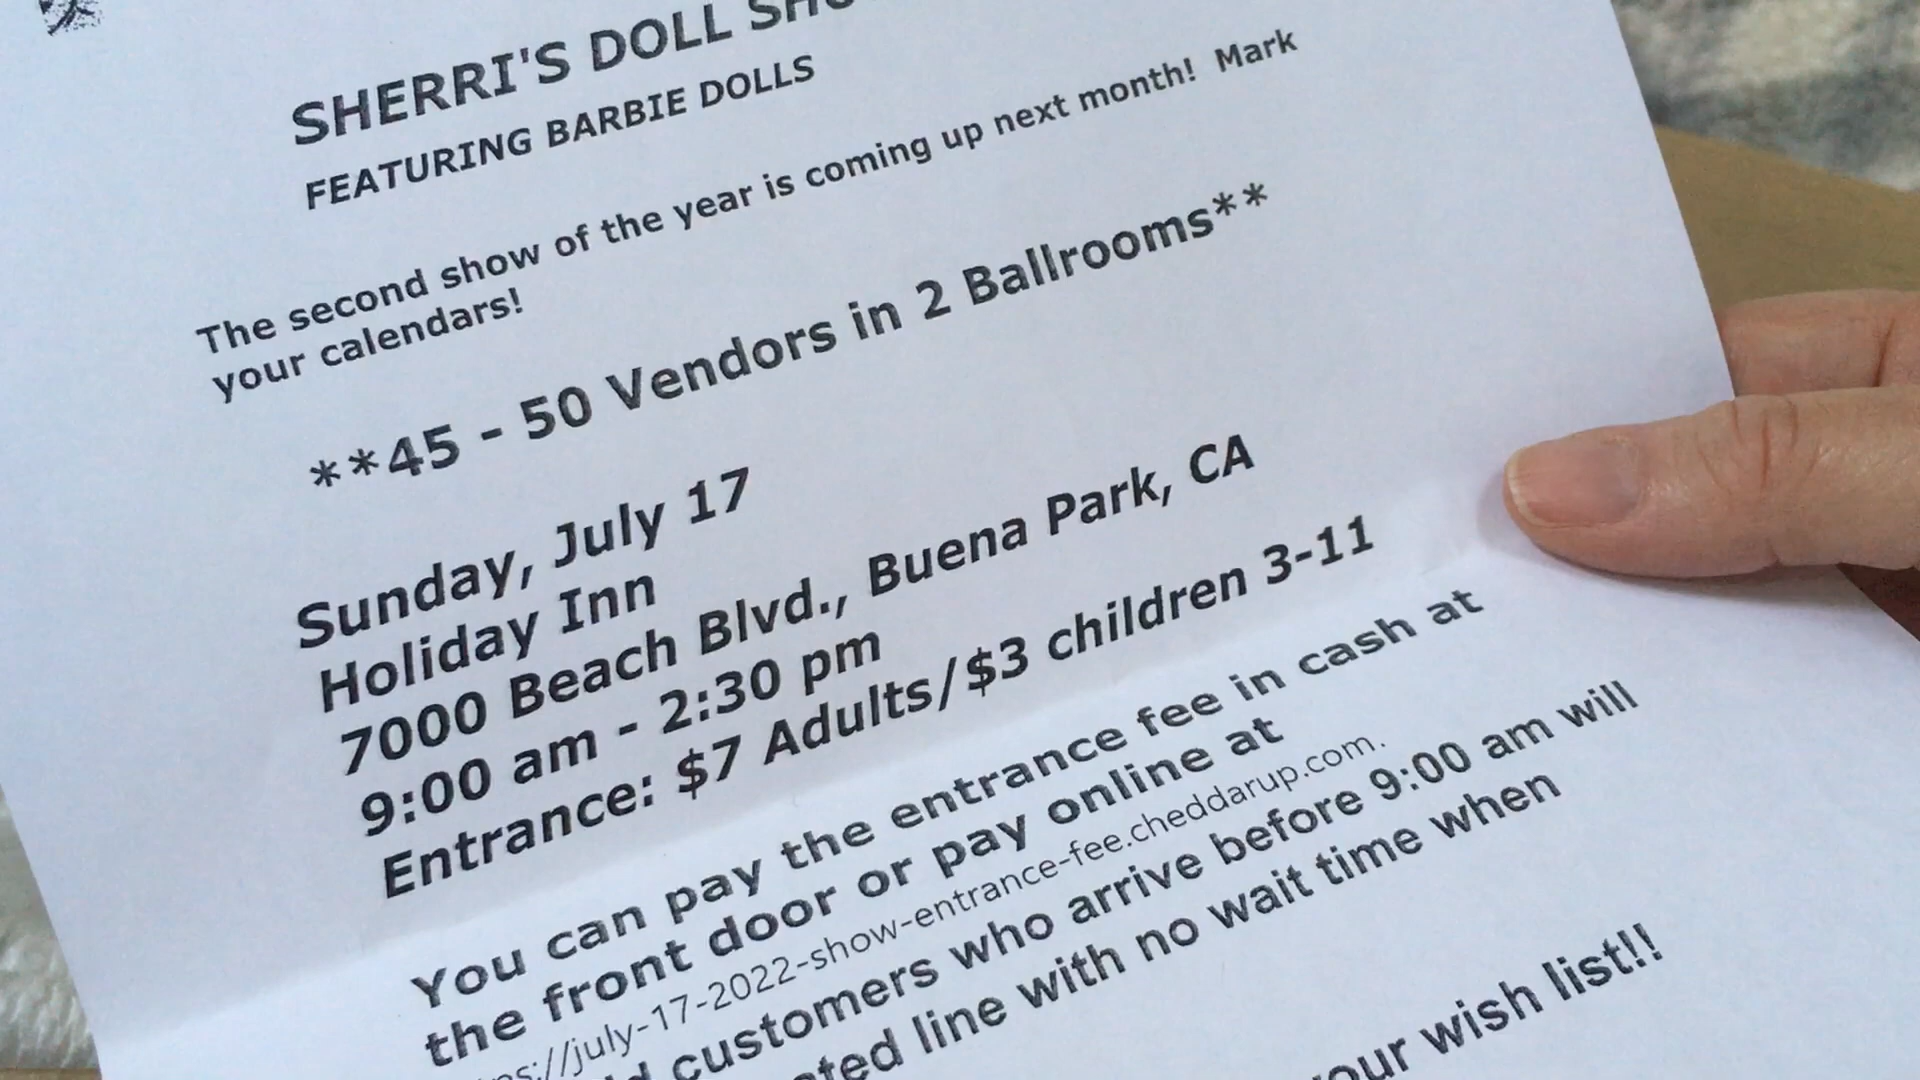 SHERRI'S DOLL
FEATURING BARBIE DOLLS
The second show of the year is coming up next month! Mark
your calendars!
**45 - 50 Vendors in 2 Ballrooms**
Sunday, July 17
Holiday Inn
7000 Beach Blvd., Buena Park, CA
9:00 am - 2:30 pm
Entrance: $7 Adults/$3 children 3-11
You can pay the entrance fee in cash at
the front door or pay online at
://july-17-2022-show-entrance-fee.cheddarup.com.
customers who arrive before 9:00 am will
line with no wait time when
wish list!!